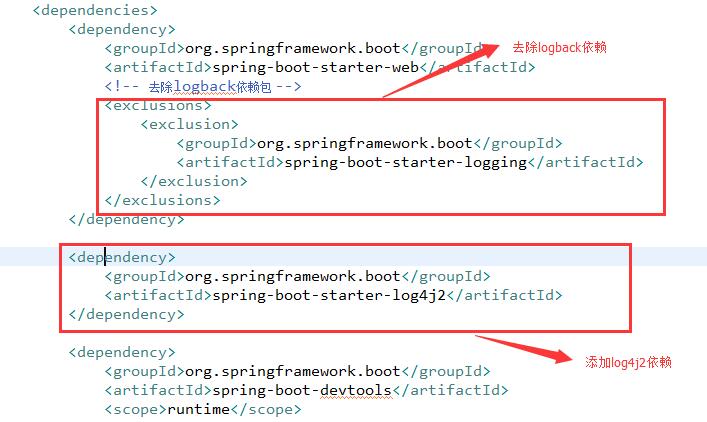 <dependencies>
<dependency>
<groupId>org.springframework.boot</groupId>
去除logback依赖
<artifactId>spring-boot-starter-web</artifactId>
<!-- 去除logback依赖包 -->
<exclusions>
<exclusion>
<groupId>org.springframework.boot</groupId>
<artifactId>spring-boot-starter-logging</artifactId>
</exclusion>
</exclusions>
</dependency>
<dependency>
<groupId>org.springframework.boot</groupId>
<artifactId>spring-boot-starter-log4j2</artifactId>
</dependency>
<dependency>
添加log4j2依赖
<groupId>org.springframework.boot</groupId>
<artifactId>spring-boot-devtools</artifactId>
<scope>runtime</scope>